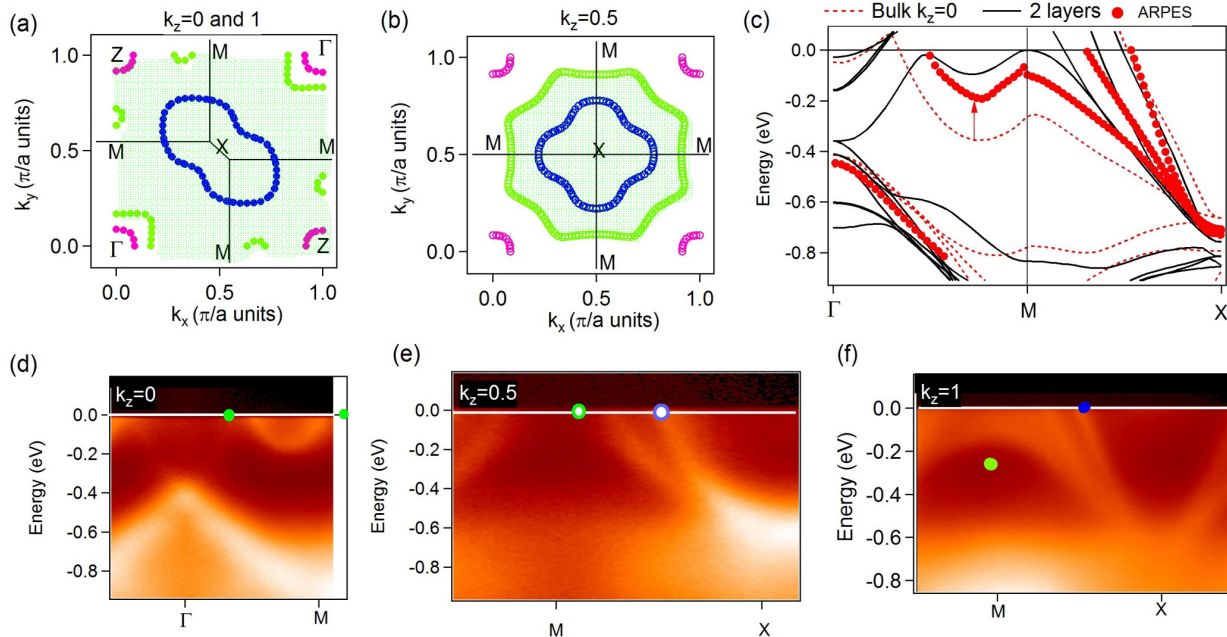 (a)
k_z=0 and 1
1.0
0.5
0.0
k_y (π/a units)
0.0
0.5
1.0
k_x (π/a units)
Z
M
Γ
M
X
M
Γ
M
Z
(b)
k_z=0.5
1.0
0.5
0.0
k_y (π/a units)
0.0
0.5
1.0
k_x (π/a units)
M
M
X
M
(c)
Bulk k_z=0
2 layers
ARPES
0.0
-0.2
-0.4
-0.6
-0.8
Energy (eV)
Γ
M
X
(d)
k_z=0
0.0
-0.2
-0.4
-0.6
-0.8
Energy (eV)
Γ
M
(e)
k_z=0.5
0.0
-0.2
-0.4
-0.6
-0.8
Energy (eV)
M
X
(f)
k_z=1
0.0
-0.2
-0.4
-0.6
-0.8
Energy (eV)
M
X